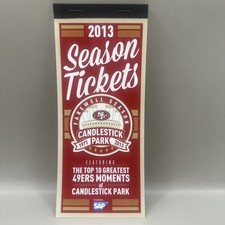 2013
Season
Tickets
FAREWELL SEASON
SF
CANDLESTICK
1971 PARK 2013
FEATURING
THE TOP 10 GREATEST
49ERS MOMENTS
at
CANDLESTICK PARK
SAP